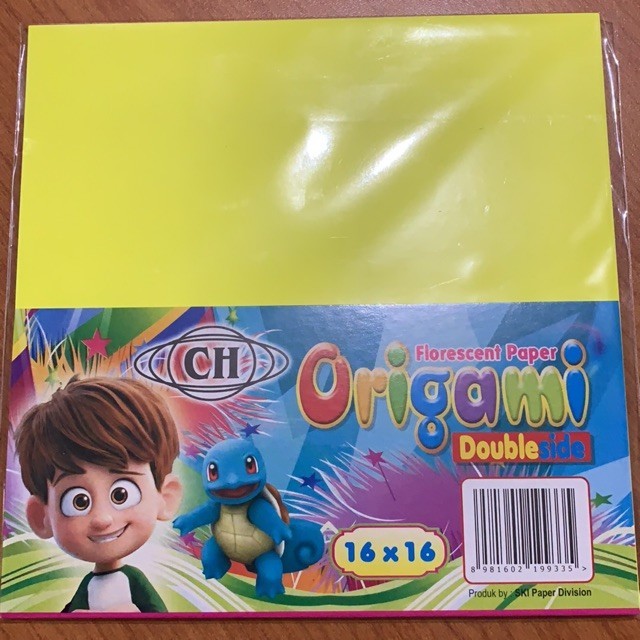 CH
Florescent Paper
Origami
Doubleside
16 x 16
8 981602 199335 >
Produk by : SKI Paper Division